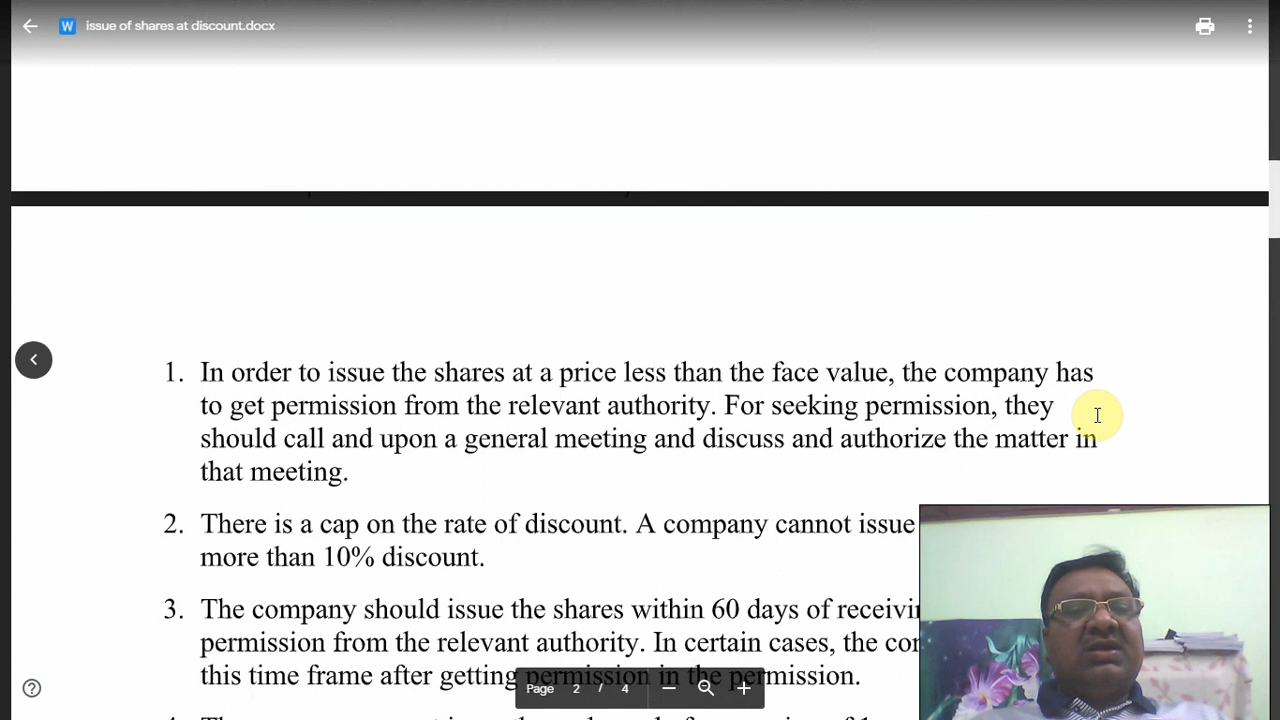 issue of shares at discount.docx
1. In order to issue the shares at a price less than the face value, the company has
to get permission from the relevant authority. For seeking permission, they
should call and upon a general meeting and discuss and authorize the matter in
that meeting.
2. There is a cap on the rate of discount. A company cannot issue
more than 10% discount.
3. The company should issue the shares within 60 days of
permission from the relevant authority. In certain cases, the
this time frame after getting permission in the permission.
Page 2 / 4